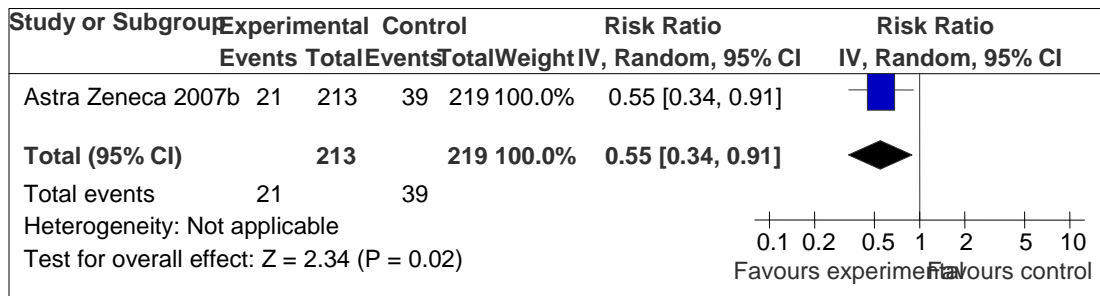 Study or Subgroup Experimental Control Risk Ratio Risk Ratio
Events Total Events Total Weight IV, Random, 95% CI IV, Random, 95% CI
Astra Zeneca 2007b 21 213 39 219 100.0% 0.55 [0.34, 0.91]
Total (95% CI) 213 219 100.0% 0.55 [0.34, 0.91]
Total events 21 39
Heterogeneity: Not applicable
Test for overall effect: Z = 2.34 (P = 0.02)
0.1 0.2 0.5 1 2 5 10
Favours experimental Favours control